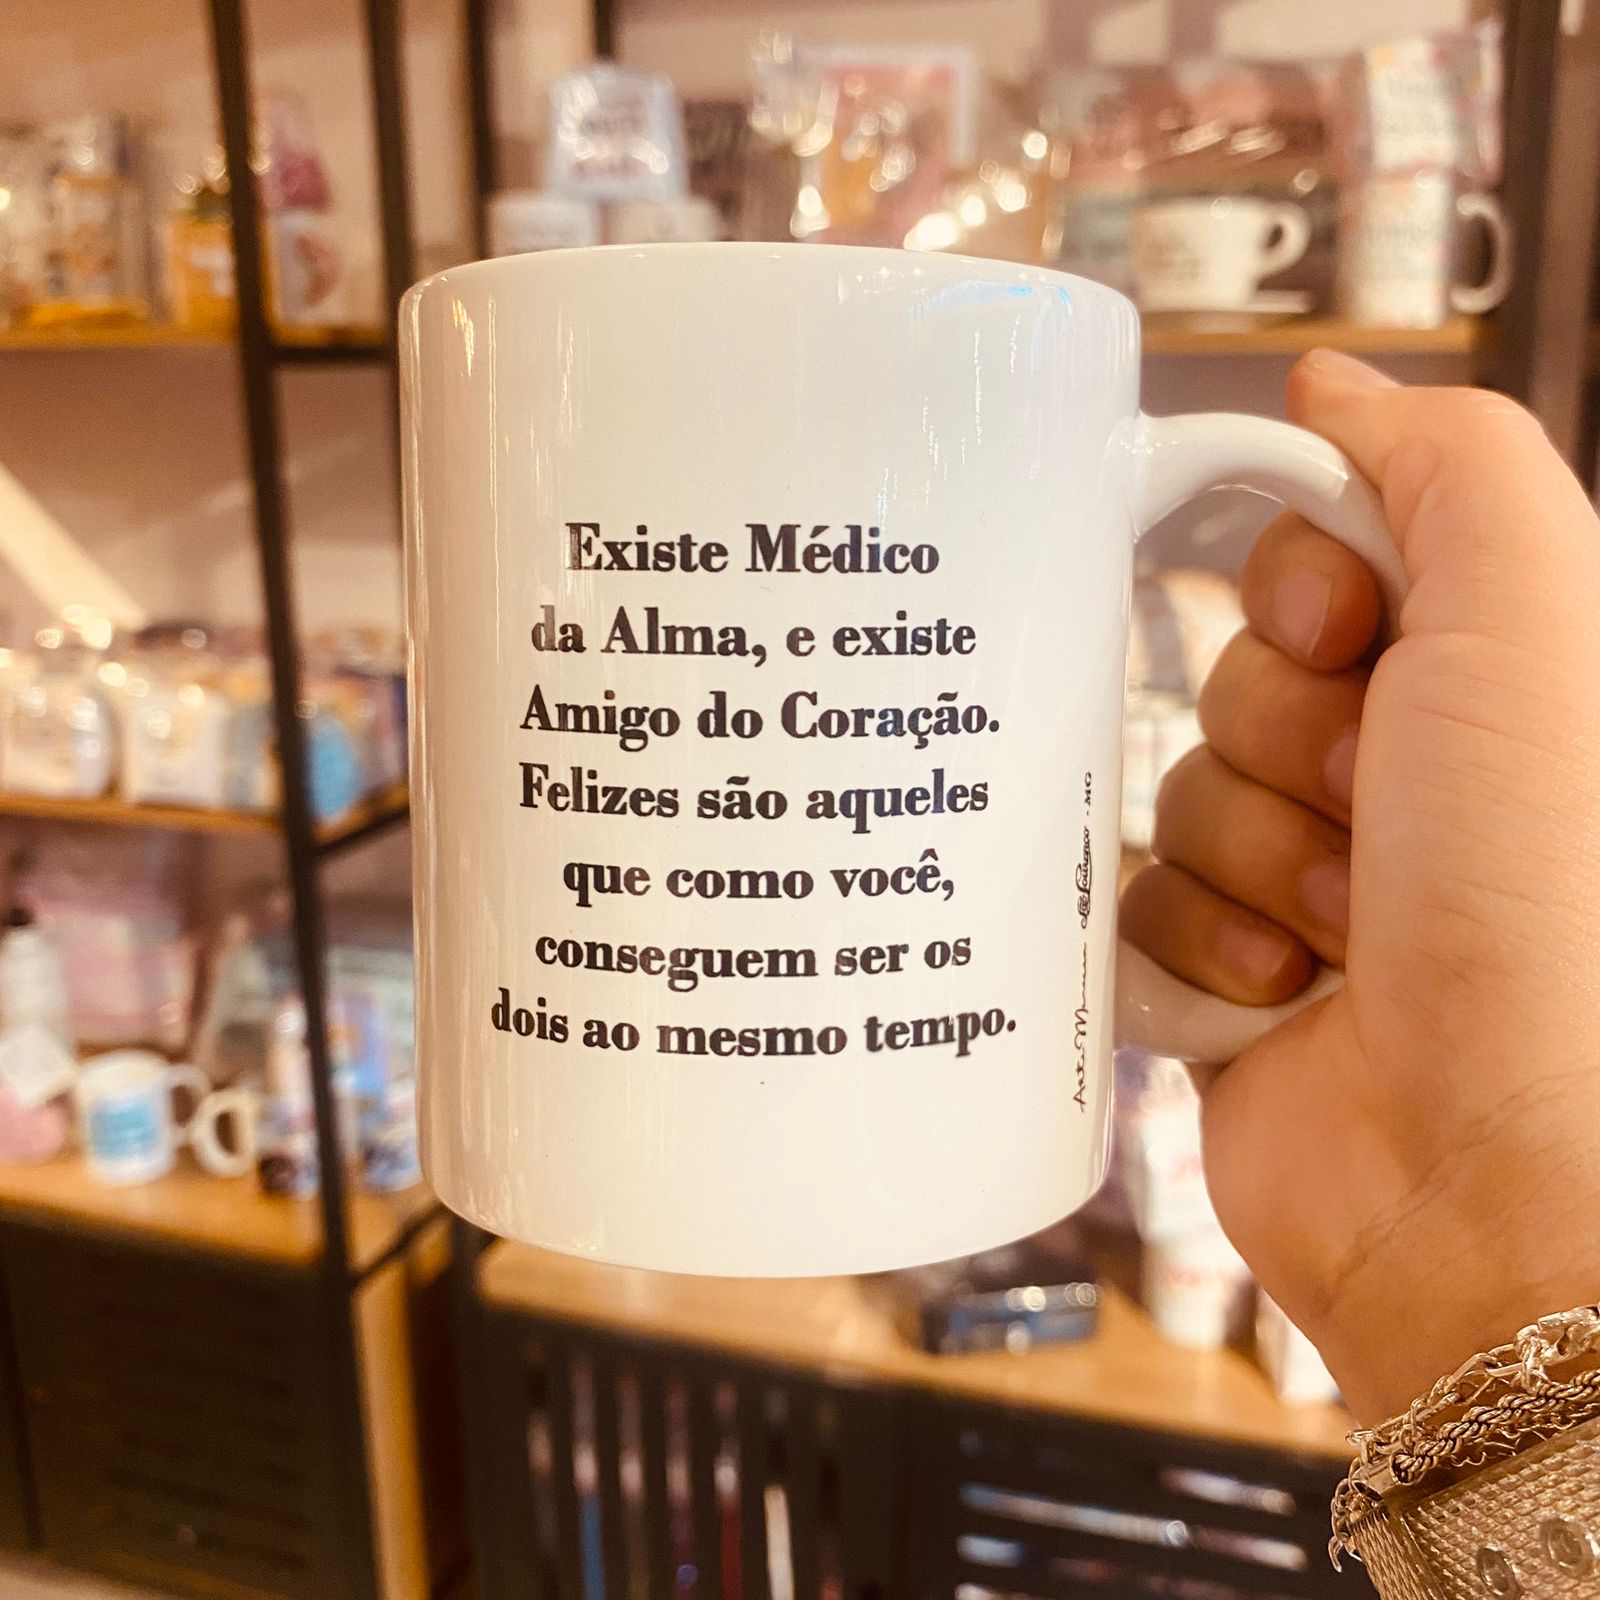 Existe Médico
da Alma, e existe
Amigo do Coração.
Felizes são aqueles
que como você,
conseguem ser os
dois ao mesmo tempo.